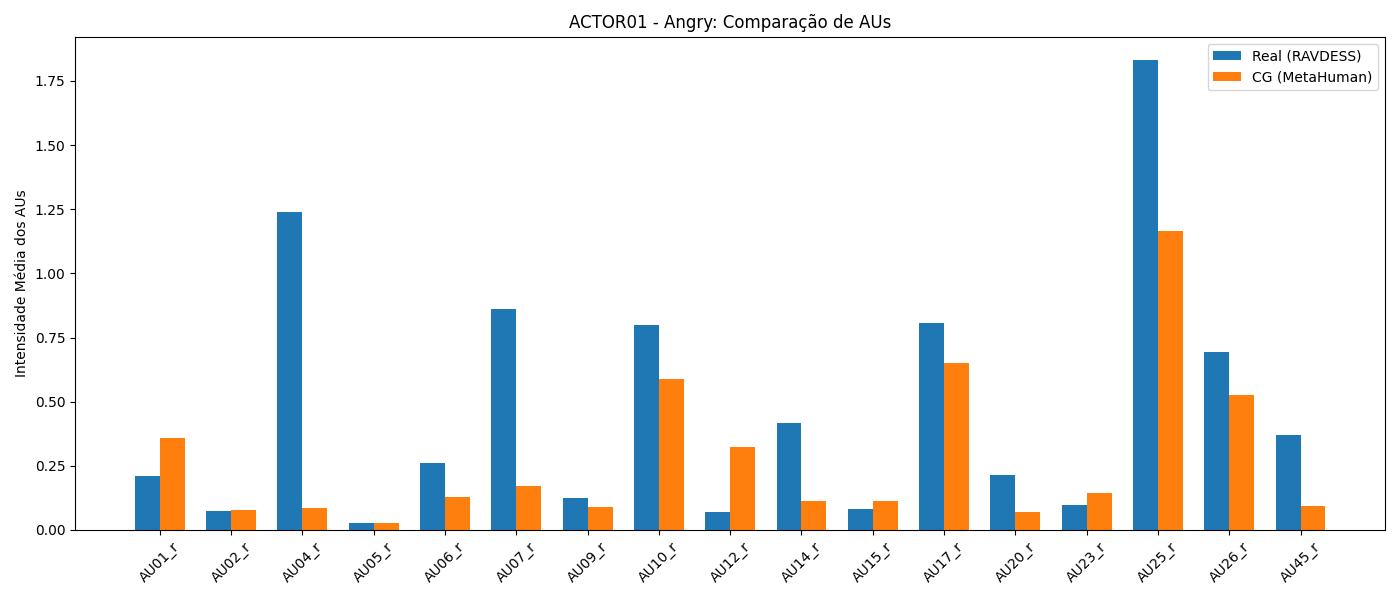 ACTOR01 - Angry: Comparação de AUs
Real (RAVDESS)
CG (MetaHuman)
Intensidade Média dos AUs
1.75
1.50
1.25
1.00
0.75
0.50
0.25
0.00
AU01_r
AU02_r
AU04_r
AU05_r
AU06_r
AU07_r
AU09_r
AU10_r
AU12_r
AU14_r
AU15_r
AU17_r
AU20_r
AU23_r
AU25_r
AU26_r
AU45_r